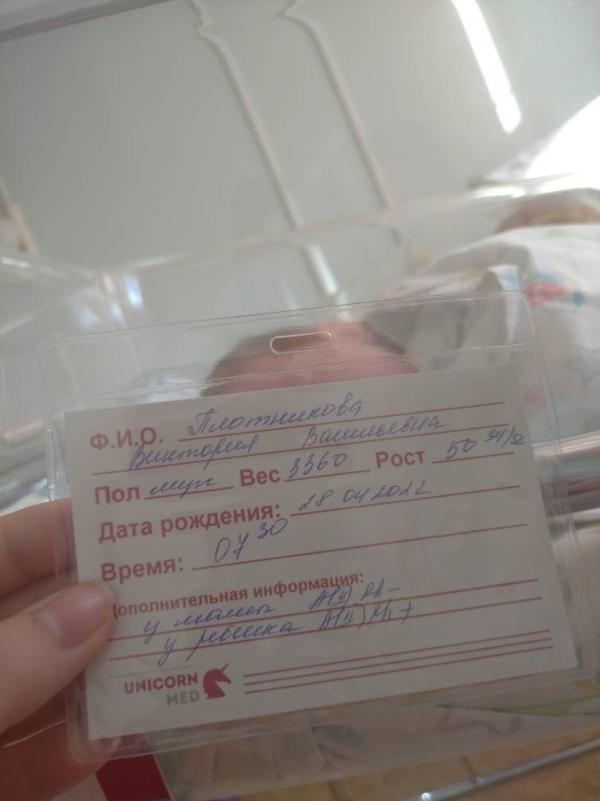 Ф.И.О. Плотникова
Виктория Васильевна
Пол муж Вес 3360 Рост 50 34/32
Дата рождения: 28.04.2022
Время: 07 30
Дополнительная информация:
у мамы A(II) Rh-
у ребёнка A(II) Rh+
UNICORN
MED